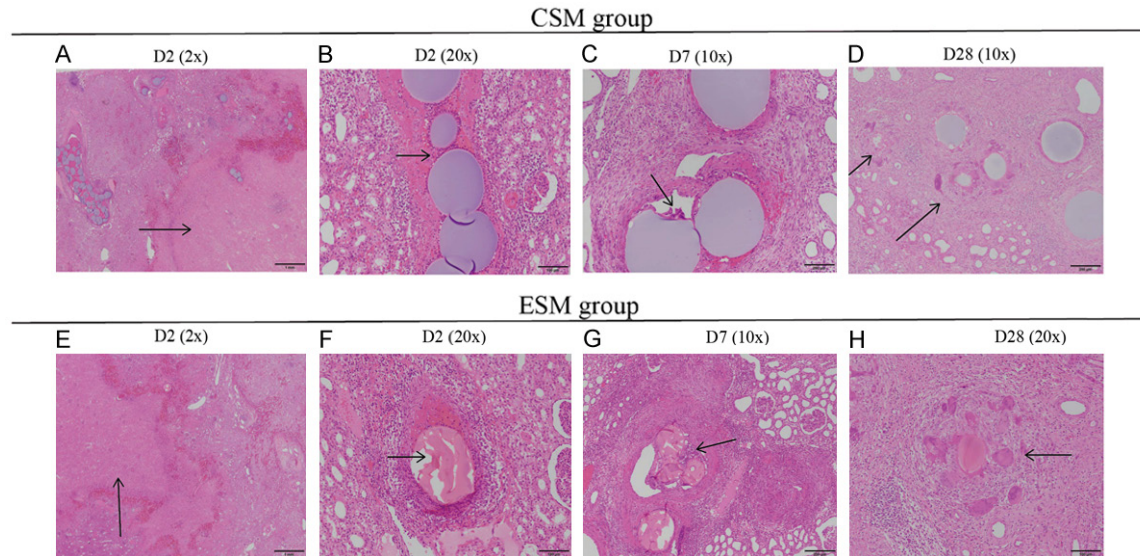 CSM group
A D2 (2x) B D2 (20x) C D7 (10x) D D28 (10x)
ESM group
E D2 (2x) F D2 (20x) G D7 (10x) H D28 (20x)